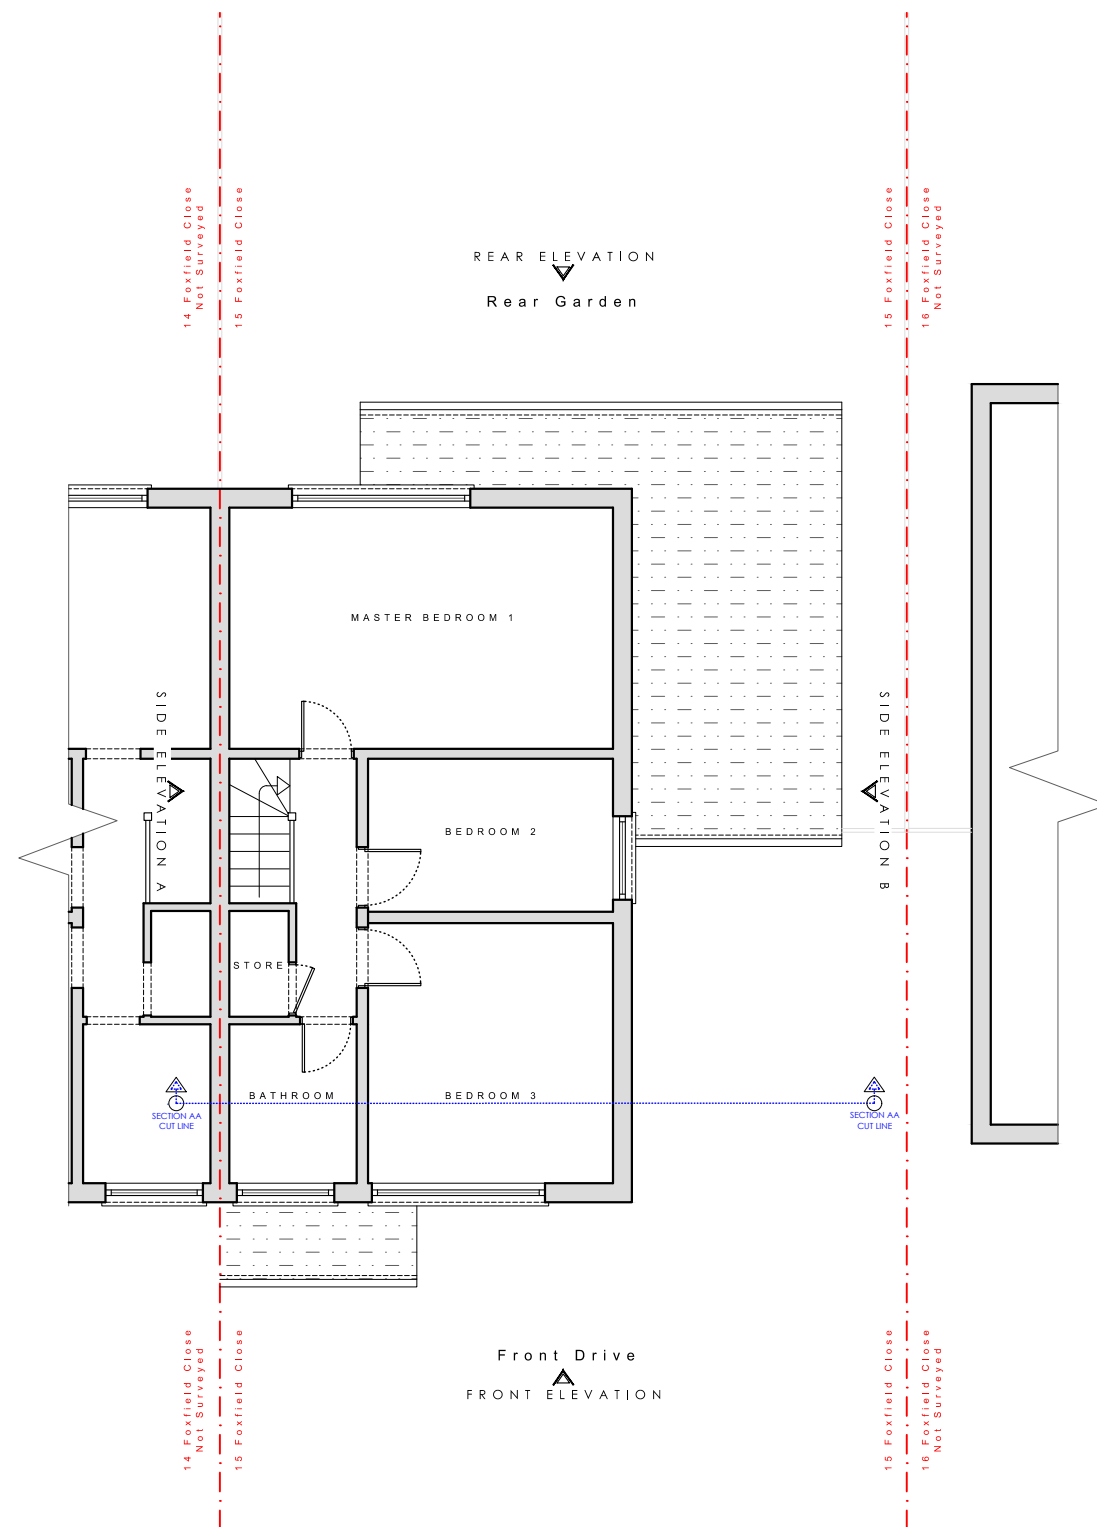 14 Foxfield Close
Not Surveyed
15 Foxfield Close
REAR ELEVATION
Rear Garden
15 Foxfield Close
16 Foxfield Close
Not Surveyed
MASTER BEDROOM 1
SIDE ELEVATION A
SIDE ELEVATION B
BEDROOM 2
STORE
BATHROOM
BEDROOM 3
SECTION AA
CUT LINE
SECTION AA
CUT LINE
14 Foxfield Close
Not Surveyed
15 Foxfield Close
Front Drive
FRONT ELEVATION
15 Foxfield Close
16 Foxfield Close
Not Surveyed